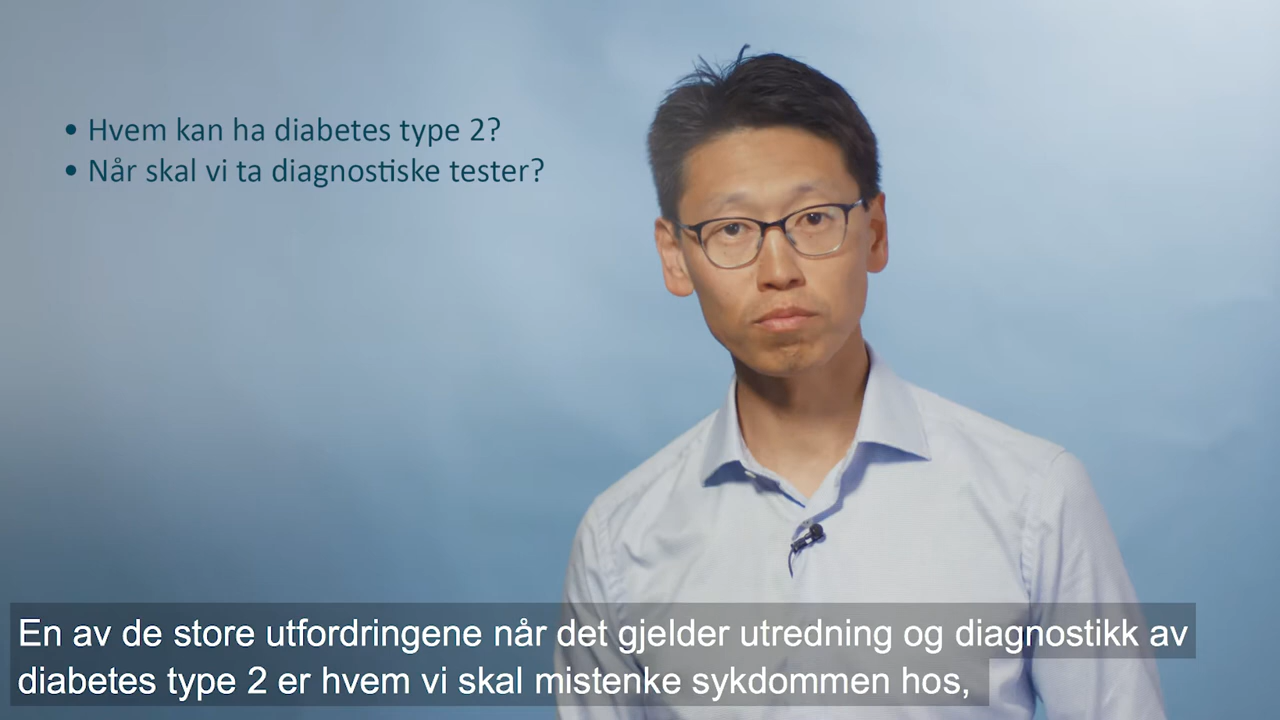 • Hvem kan ha diabetes type 2?
• Når skal vi ta diagnostiske tester?
En av de store utfordringene når det gjelder utredning og diagnostikk av
diabetes type 2 er hvem vi skal mistenke sykdommen hos,